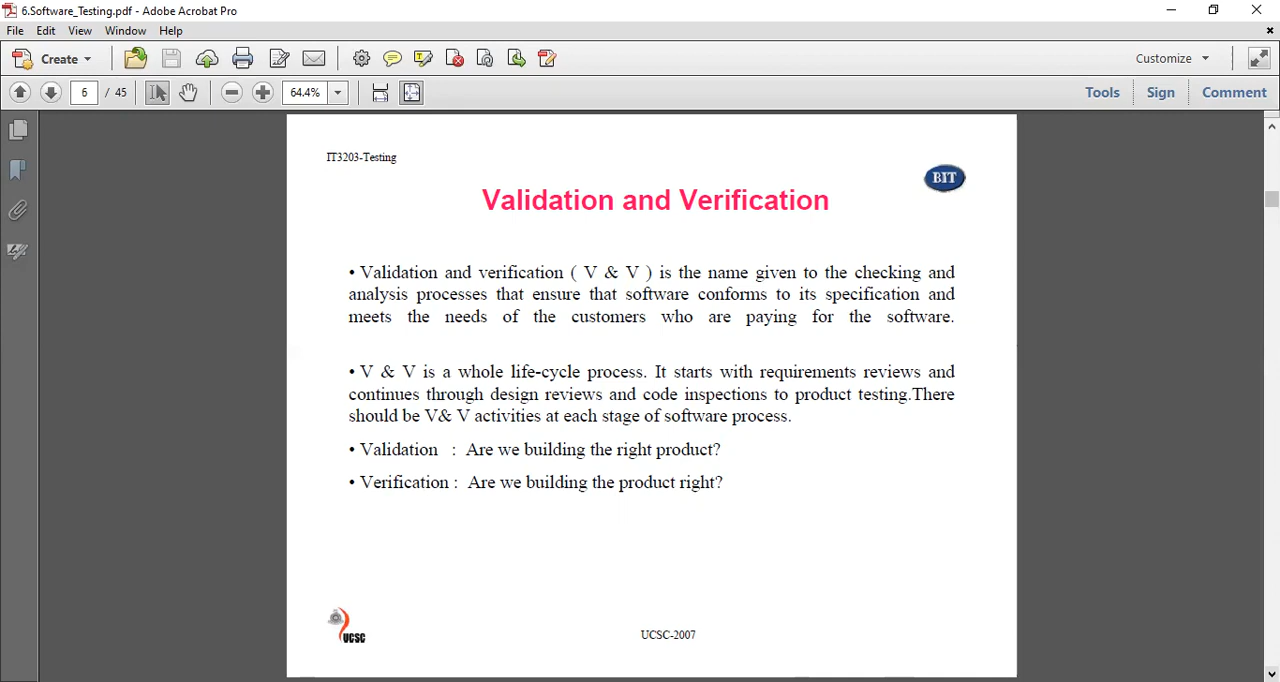 6.Software_Testing.pdf - Adobe Acrobat Pro
File Edit View Window Help
Create Customize
6 / 45 64.4% Tools Sign Comment
IT3203-Testing
BIT
Validation and Verification
• Validation and verification ( V & V ) is the name given to the checking and
analysis processes that ensure that software conforms to its specification and
meets the needs of the customers who are paying for the software.
• V & V is a whole life-cycle process. It starts with requirements reviews and
continues through design reviews and code inspections to product testing.There
should be V& V activities at each stage of software process.
• Validation : Are we building the right product?
• Verification : Are we building the product right?
UCSC
UCSC-2007